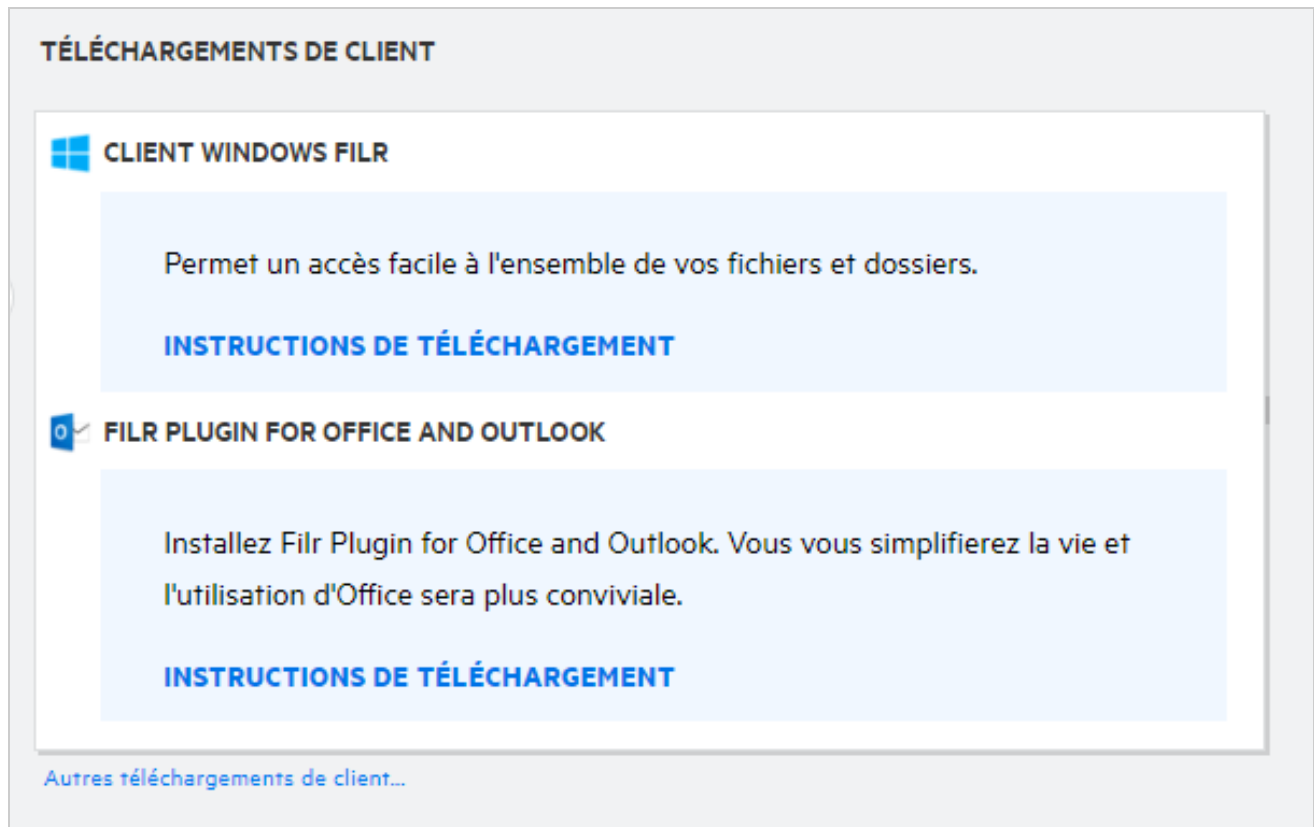 TÉLÉCHARGEMENTS DE CLIENT
CLIENT WINDOWS FILR
Permet un accès facile à l'ensemble de vos fichiers et dossiers.
INSTRUCTIONS DE TÉLÉCHARGEMENT
FILR PLUGIN FOR OFFICE AND OUTLOOK
Installez Filr Plugin for Office and Outlook. Vous vous simplifierez la vie et
l'utilisation d'Office sera plus conviviale.
INSTRUCTIONS DE TÉLÉCHARGEMENT
Autres téléchargements de client...